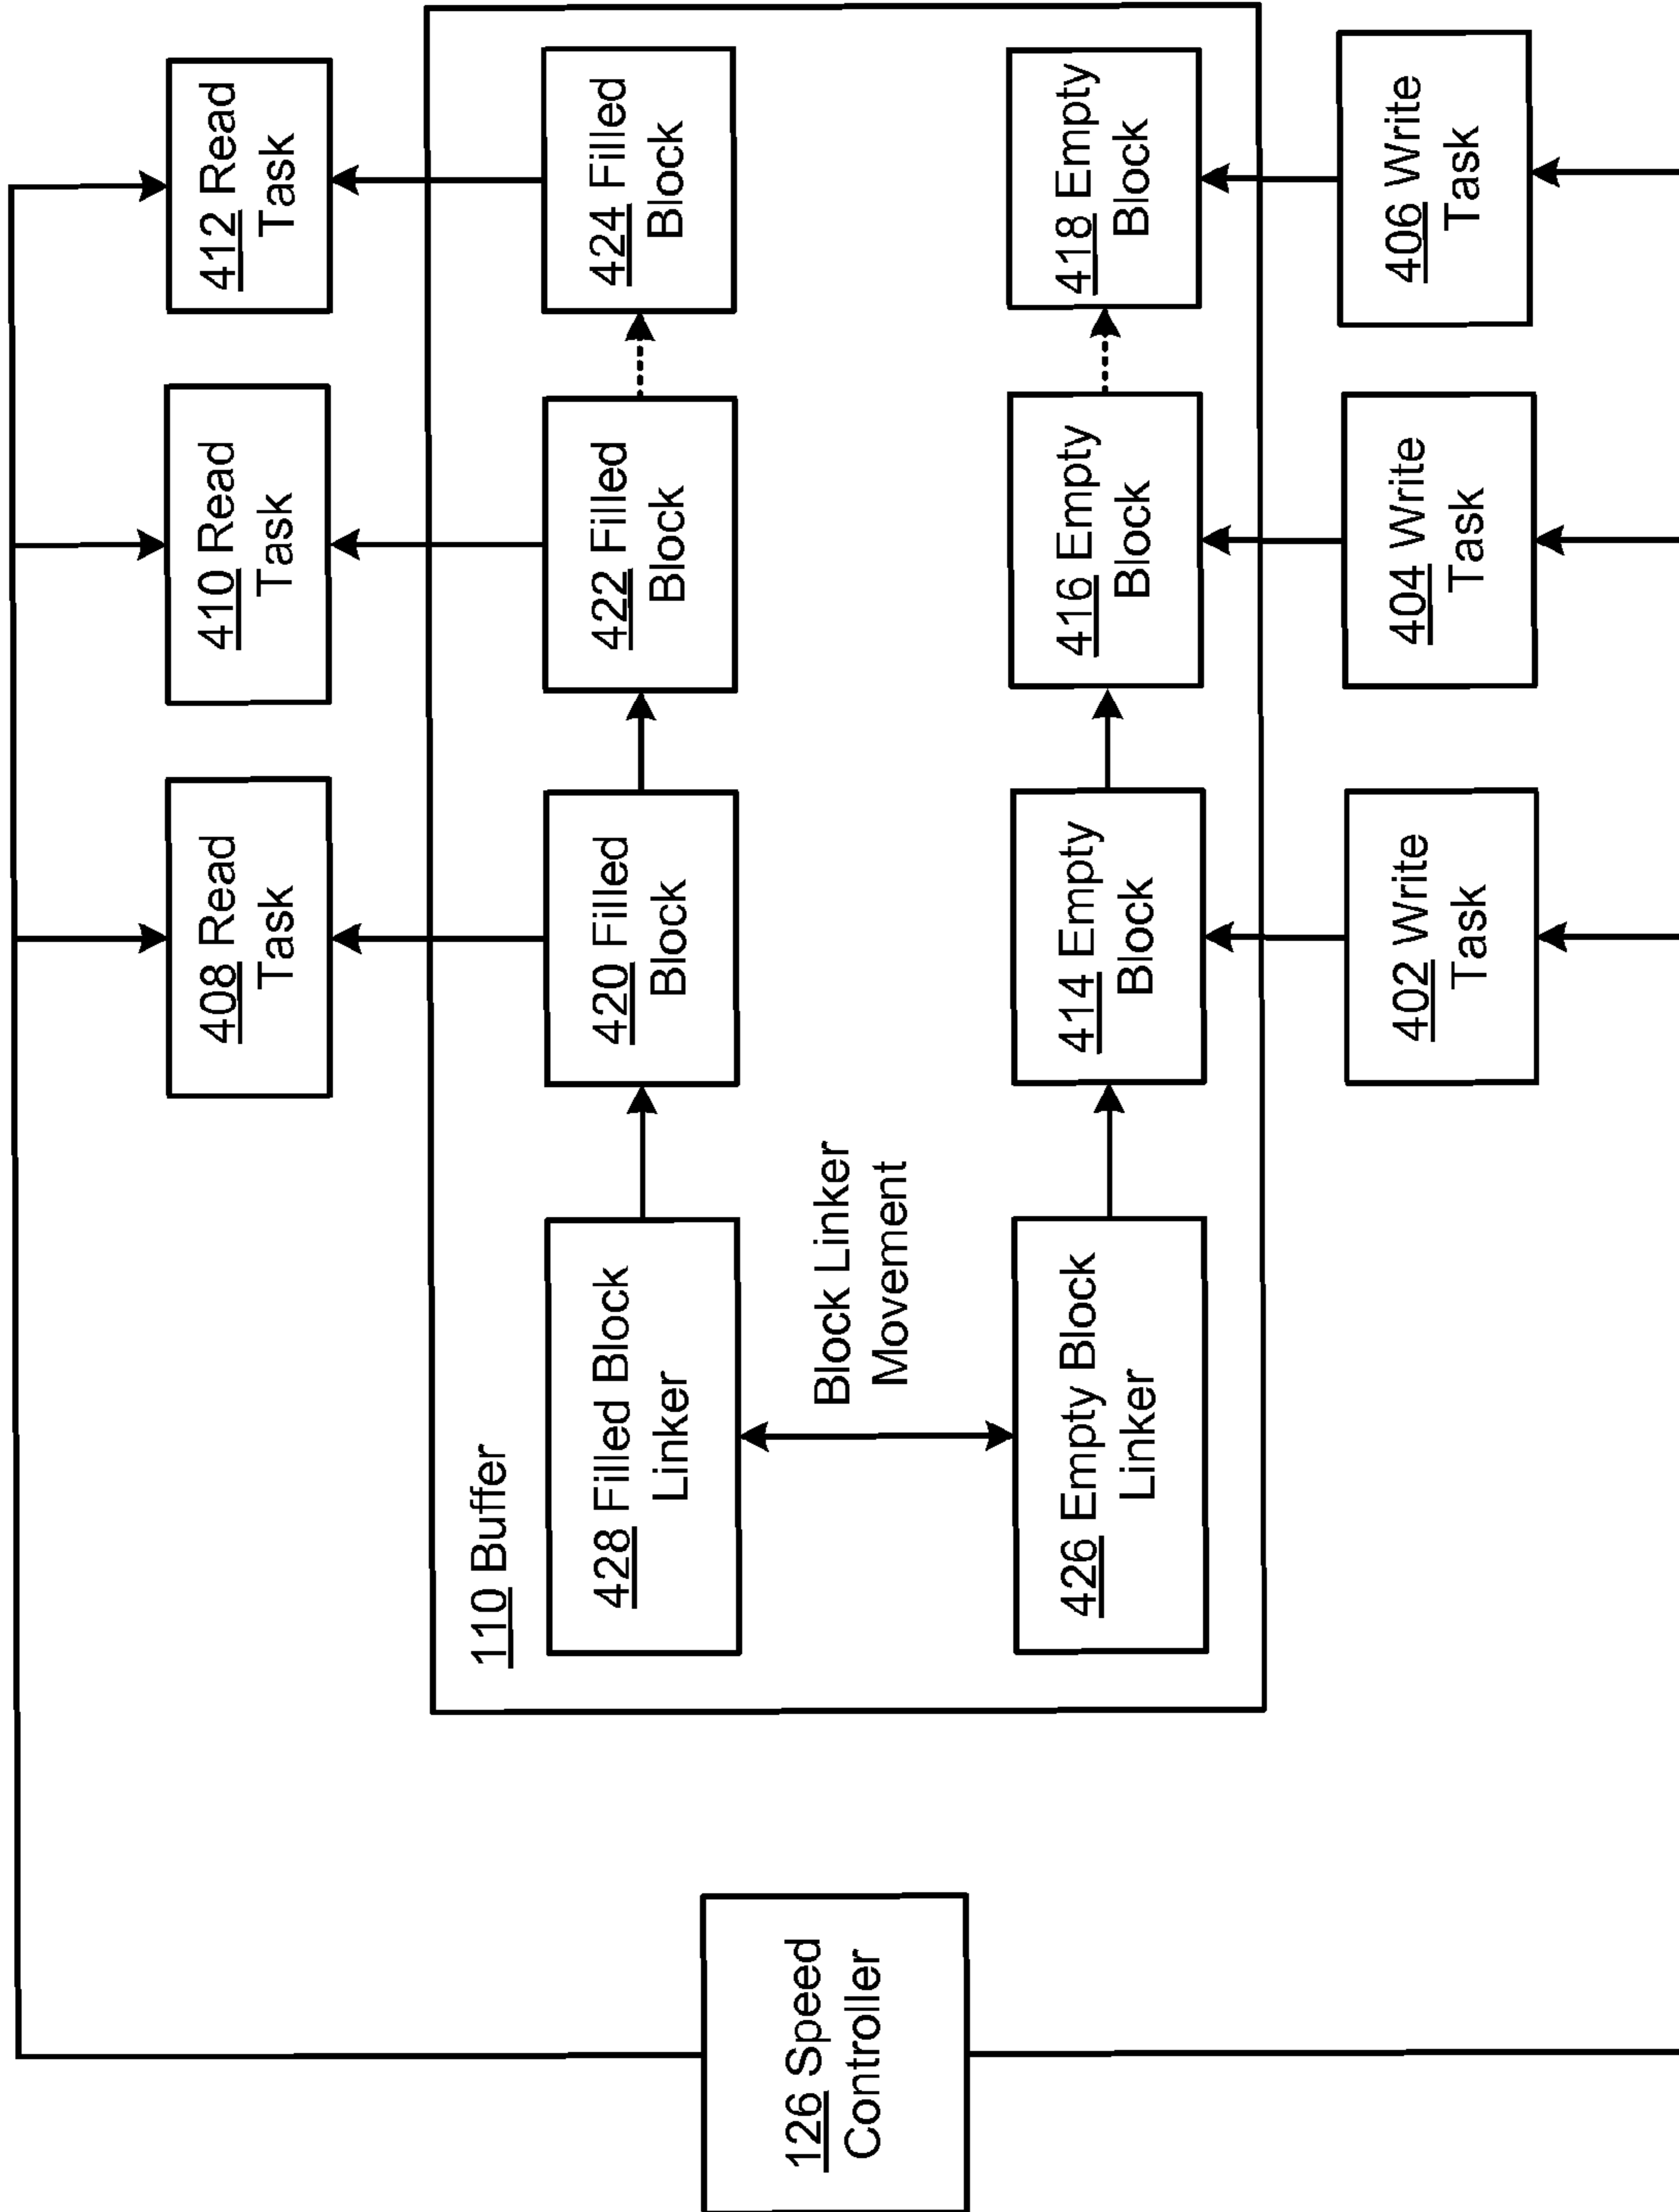 408 Read
Task
410 Read
Task
412 Read
Task
110 Buffer
428 Filled Block
Linker
420 Filled
Block
422 Filled
Block
424 Filled
Block
126 Speed
Controller
Block Linker
Movement
426 Empty Block
Linker
414 Empty
Block
416 Empty
Block
418 Empty
Block
402 Write
Task
404 Write
Task
406 Write
Task